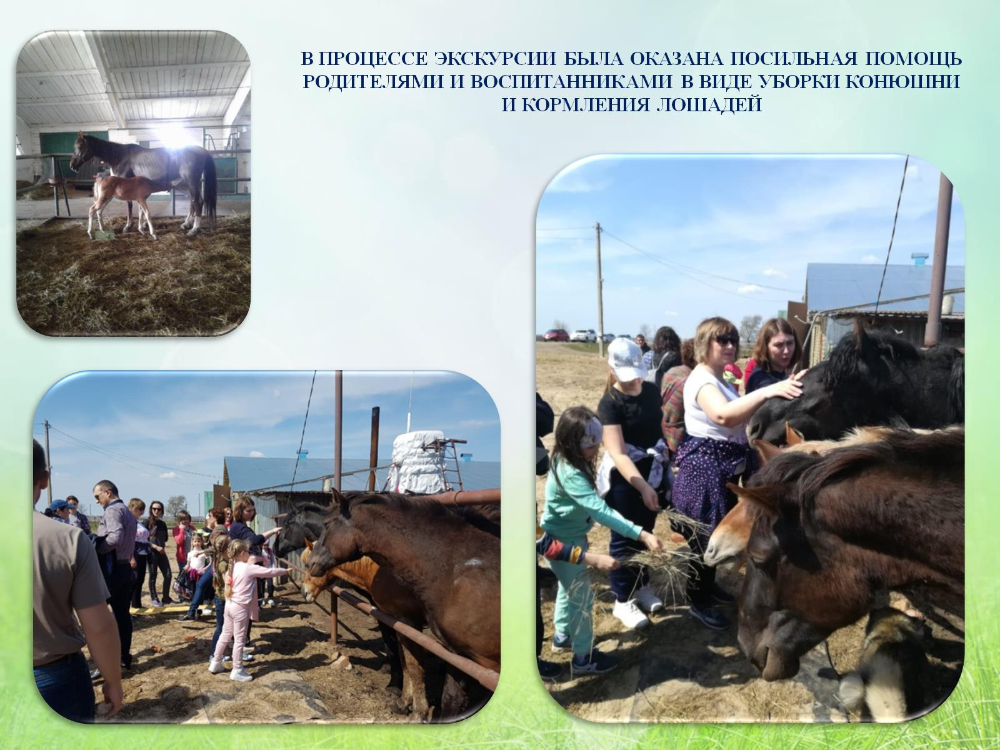 В ПРОЦЕССЕ ЭКСКУРСИИ БЫЛА ОКАЗАНА ПОСИЛЬНАЯ ПОМОЩЬ
РОДИТЕЛЯМИ И ВОСПИТАННИКАМИ В ВИДЕ УБОРКИ КОНЮШНИ
И КОРМЛЕНИЯ ЛОШАДЕЙ